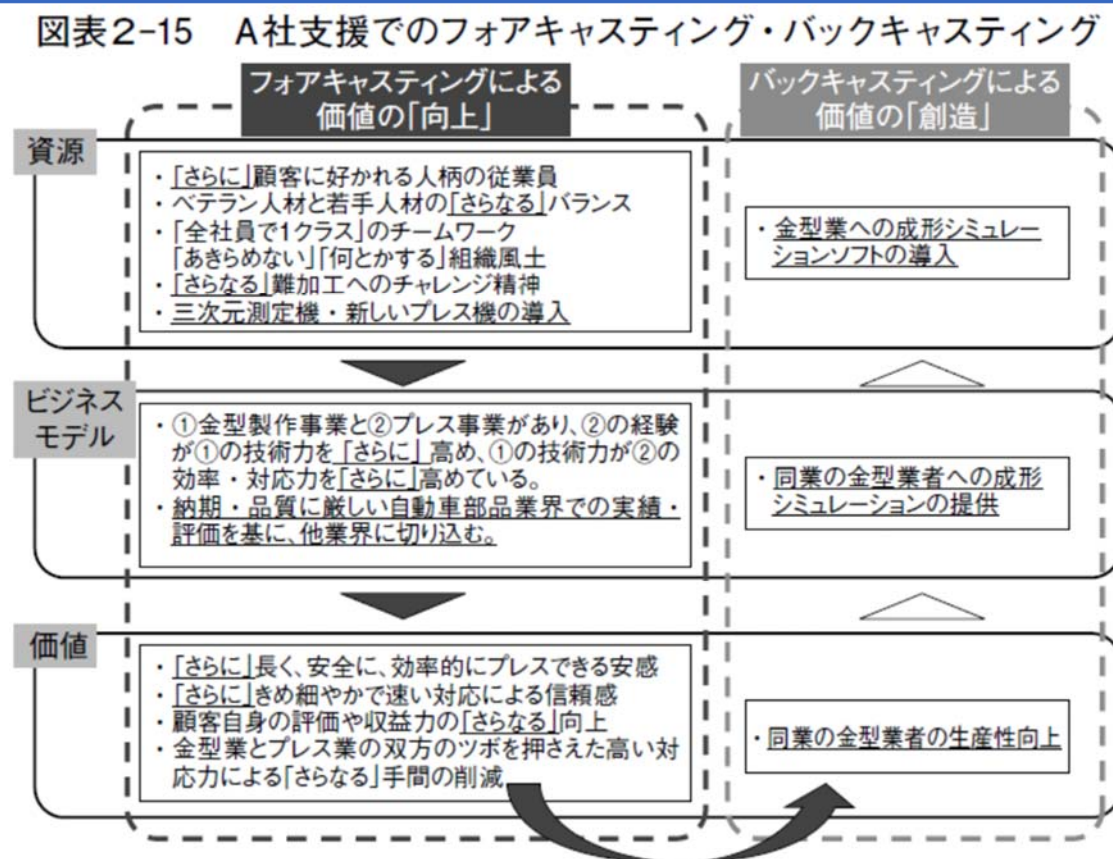 図表2-15　A社支援でのフォアキャスティング・バックキャスティング
フォアキャスティングによる
価値の「向上」
バックキャスティングによる
価値の「創造」
資源
・「さらに」顧客に好かれる人柄の従業員
・ベテラン人材と若手人材の「さらなる」バランス
・「全社員で1クラス」のチームワーク
「あきらめない」「何とかする」組織風土
・「さらなる」難加工へのチャレンジ精神
・三次元測定機・新しいプレス機の導入
・金型業への成形シミュレー
ションソフトの導入
ビジネス
モデル
・①金型製作事業と②プレス事業があり、②の経験
が①の技術力を「さらに」高め、①の技術力が②の
効率・対応力を「さらに」高めている。
・納期・品質に厳しい自動車部品業界での実績・
評価を基に、他業界に切り込む。
・同業の金型業者への成形
シミュレーションの提供
価値
・「さらに」長く、安全に、効率的にプレスできる安感
・「さらに」きめ細やかで速い対応による信頼感
・顧客自身の評価や収益力の「さらなる」向上
・金型業とプレス業の双方のツボを押さえた高い対
応力による「さらなる」手間の削減
・同業の金型業者の生産性向上